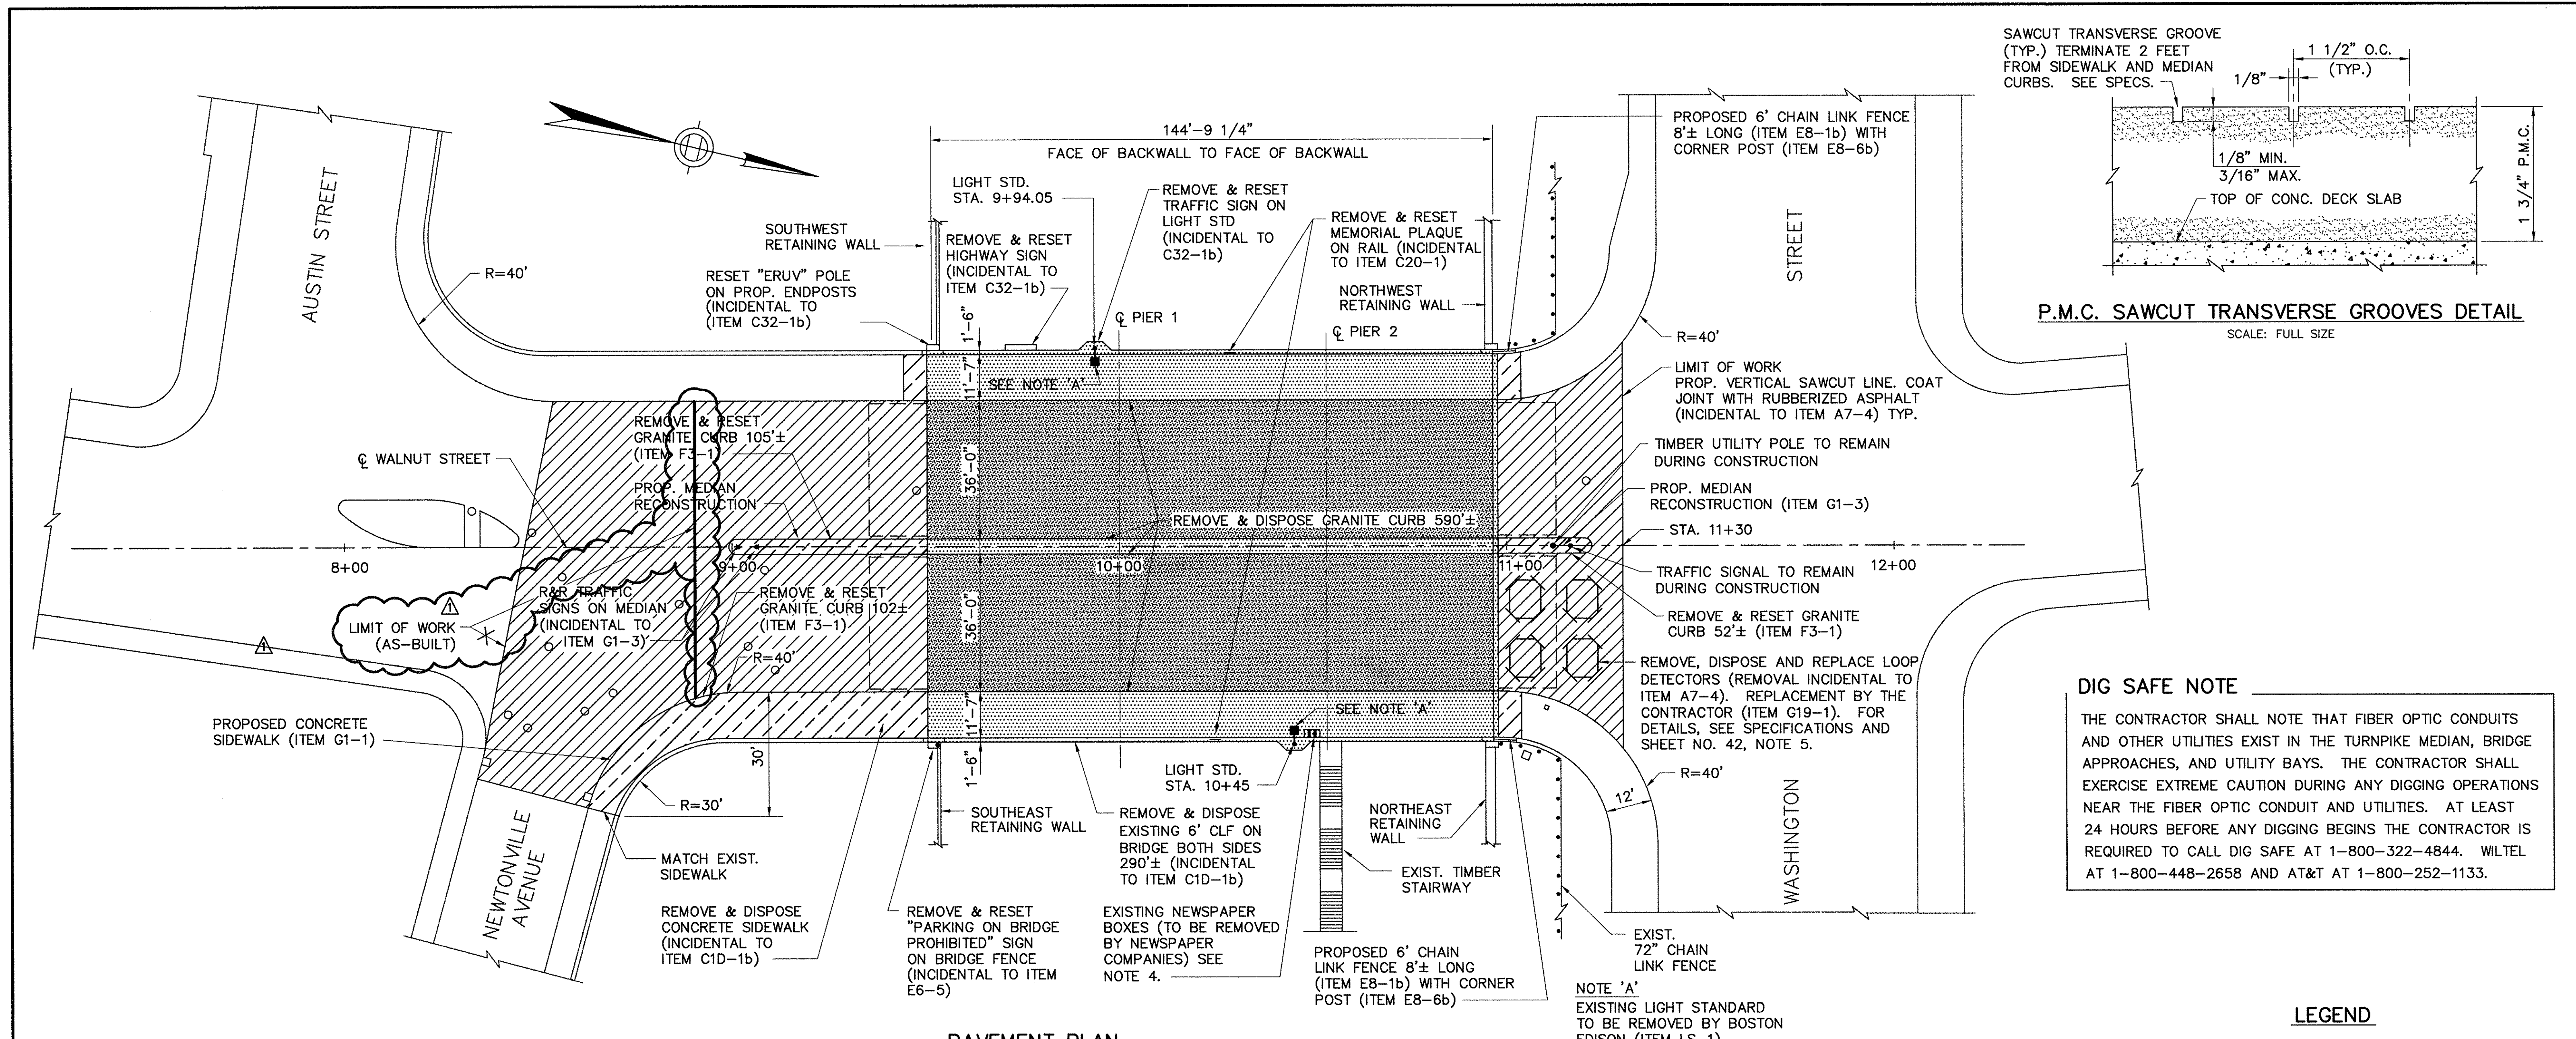 SAWCUT TRANSVERSE GROOVE
(TYP.) TERMINATE 2 FEET
FROM SIDEWALK AND MEDIAN
CURBS. SEE SPECS.
1 1/2" O.C.
(TYP.)
1/8"
1/8" MIN.
3/16" MAX.
TOP OF CONC. DECK SLAB
1 3/4" P.M.C.
P.M.C. SAWCUT TRANSVERSE GROOVES DETAIL
SCALE: FULL SIZE
AUSTIN STREET
R=40'
144'-9 1/4"
FACE OF BACKWALL TO FACE OF BACKWALL
LIGHT STD.
STA. 9+94.05
SOUTHWEST
RETAINING WALL
REMOVE & RESET
HIGHWAY SIGN
(INCIDENTAL TO
ITEM C32-1b)
RESET "ERUV" POLE
ON PROP. ENDPOSTS
(INCIDENTAL TO
(ITEM C32-1b)
REMOVE & RESET
TRAFFIC SIGN ON
LIGHT STD
(INCIDENTAL TO
C32-1b)
REMOVE & RESET
MEMORIAL PLAQUE
ON RAIL (INCIDENTAL
TO ITEM C20-1)
NORTHWEST
RETAINING WALL
PROPOSED 6' CHAIN LINK FENCE
8'± LONG (ITEM E8-1b) WITH
CORNER POST (ITEM E8-6b)
STREET
℄ PIER 1
℄ PIER 2
1'-6"
11'-7"
SEE NOTE 'A'
R=40'
LIMIT OF WORK
PROP. VERTICAL SAWCUT LINE. COAT
JOINT WITH RUBBERIZED ASPHALT
(INCIDENTAL TO ITEM A7-4) TYP.
TIMBER UTILITY POLE TO REMAIN
DURING CONSTRUCTION
PROP. MEDIAN
RECONSTRUCTION (ITEM G1-3)
STA. 11+30
TRAFFIC SIGNAL TO REMAIN
DURING CONSTRUCTION
REMOVE & RESET GRANITE
CURB 52'± (ITEM F3-1)
REMOVE, DISPOSE AND REPLACE LOOP
DETECTORS (REMOVAL INCIDENTAL TO
ITEM A7-4). REPLACEMENT BY THE
CONTRACTOR (ITEM G19-1). FOR
DETAILS, SEE SPECIFICATIONS AND
SHEET NO. 42, NOTE 5.
R=40'
12'
℄ WALNUT STREET
REMOVE & RESET
GRANITE CURB 105'±
(ITEM F3-1)
PROP. MEDIAN
RECONSTRUCTION
36'-0"
REMOVE & DISPOSE GRANITE CURB 590'±
8+00
9+00
10+00
11+00
12+00
R&R TRAFFIC
SIGNS ON MEDIAN
(INCIDENTAL TO
ITEM G1-3)
REMOVE & RESET
GRANITE CURB 102'±
(ITEM F3-1)
36'-0"
1
LIMIT OF WORK
(AS-BUILT)
1
R=40'
PROPOSED CONCRETE
SIDEWALK (ITEM G1-1)
30'
R=30'
11'-7"
1'-6"
SEE NOTE 'A'
LIGHT STD.
STA. 10+45
SOUTHEAST
RETAINING WALL
REMOVE & DISPOSE
EXISTING 6' CLF ON
BRIDGE BOTH SIDES
290'± (INCIDENTAL
TO ITEM C1D-1b)
NORTHEAST
RETAINING
WALL
EXIST. TIMBER
STAIRWAY
WASHINGTON
NEWTONVILLE
AVENUE
MATCH EXIST.
SIDEWALK
REMOVE & DISPOSE
CONCRETE SIDEWALK
(INCIDENTAL TO
ITEM C1D-1b)
REMOVE & RESET
"PARKING ON BRIDGE
PROHIBITED" SIGN
ON BRIDGE FENCE
(INCIDENTAL TO ITEM
E6-5)
EXISTING NEWSPAPER
BOXES (TO BE REMOVED
BY NEWSPAPER
COMPANIES) SEE
NOTE 4.
PROPOSED 6' CHAIN
LINK FENCE 8'± LONG
(ITEM E8-1b) WITH CORNER
POST (ITEM E8-6b)
EXIST.
72" CHAIN
LINK FENCE
NOTE 'A'
EXISTING LIGHT STANDARD
TO BE REMOVED BY BOSTON
EDISON (ITEM LS-1)
PAVEMENT PLAN
DIG SAFE NOTE
THE CONTRACTOR SHALL NOTE THAT FIBER OPTIC CONDUITS
AND OTHER UTILITIES EXIST IN THE TURNPIKE MEDIAN, BRIDGE
APPROACHES, AND UTILITY BAYS. THE CONTRACTOR SHALL
EXERCISE EXTREME CAUTION DURING ANY DIGGING OPERATIONS
NEAR THE FIBER OPTIC CONDUIT AND UTILITIES. AT LEAST
24 HOURS BEFORE ANY DIGGING BEGINS THE CONTRACTOR IS
REQUIRED TO CALL DIG SAFE AT 1-800-322-4844. WILTEL
AT 1-800-448-2658 AND AT&T AT 1-800-252-1133.
LEGEND